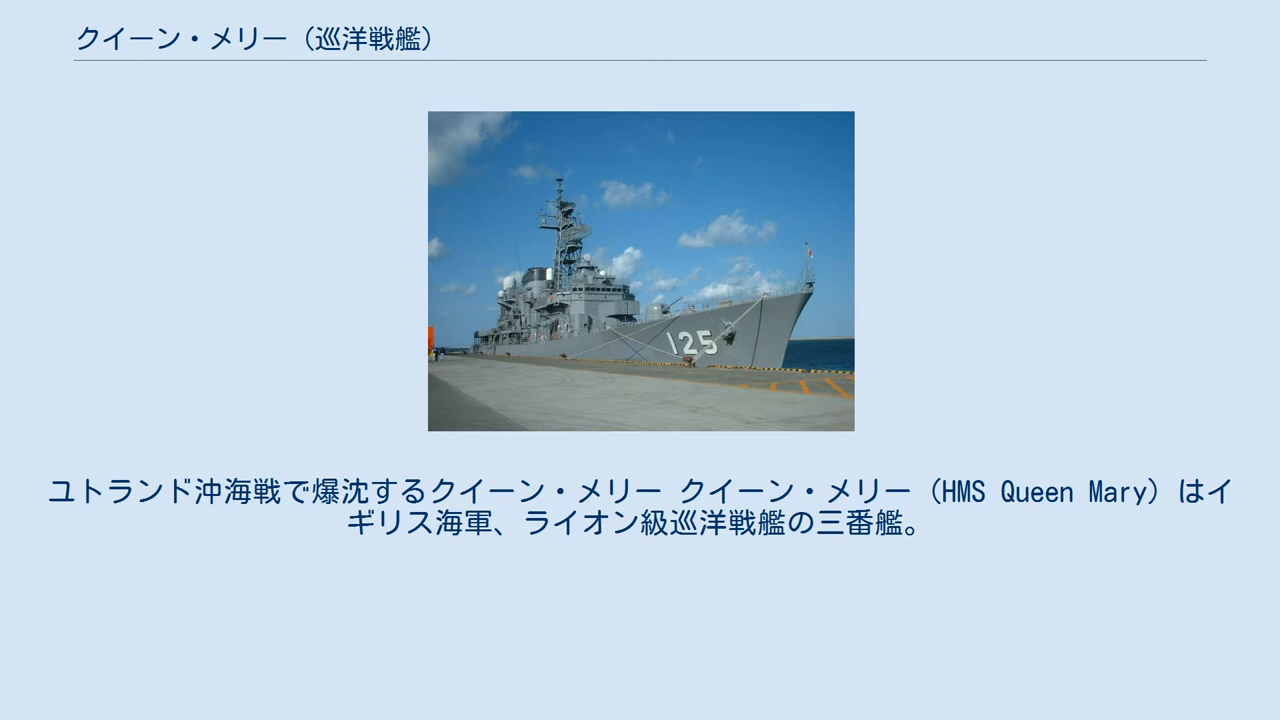 クイーン・メリー（巡洋戦艦）
125
ユトランド沖海戦で爆沈するクイーン・メリー クイーン・メリー（HMS Queen Mary）はイ
ギリス海軍、ライオン級巡洋戦艦の三番艦。